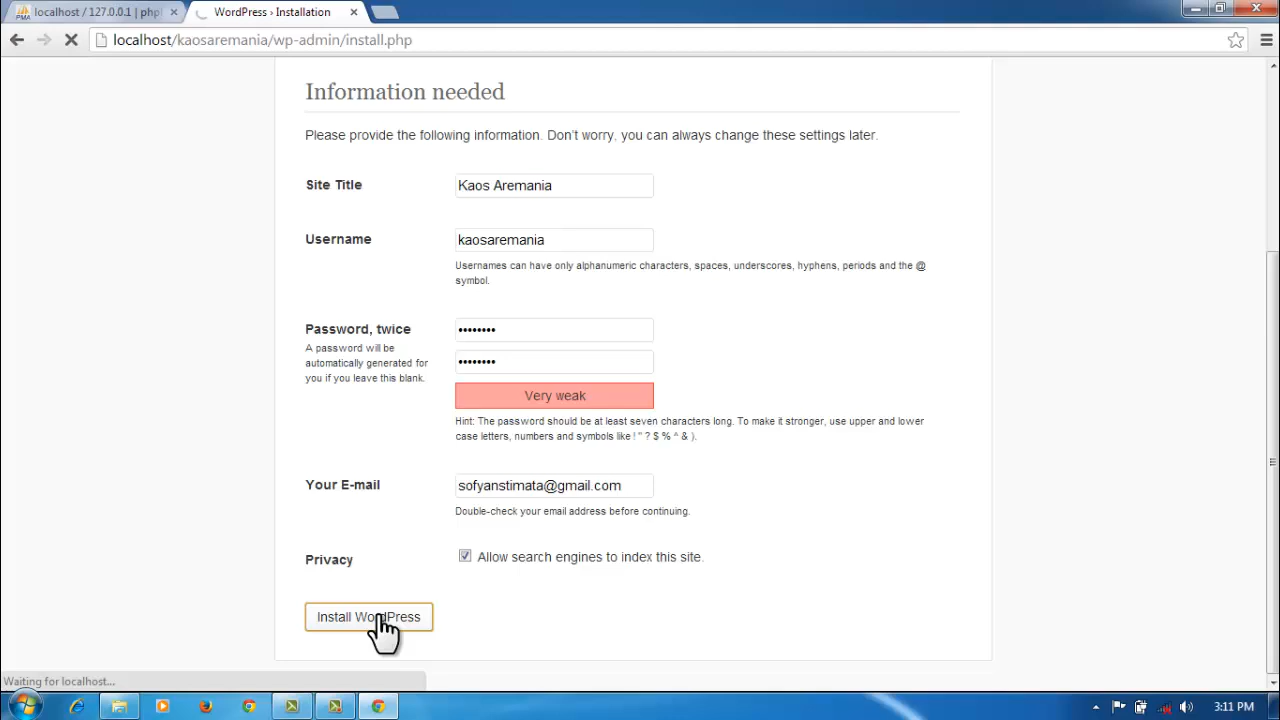 localhost / 127.0.0.1 | ph
WordPress › Installation
localhost/kaosaremania/wp-admin/install.php
Information needed
Please provide the following information. Don't worry, you can always change these settings later.
Site Title
Kaos Aremania
Username
kaosaremania
Usernames can have only alphanumeric characters, spaces, underscores, hyphens, periods and the @
symbol.
Password, twice
A password will be
automatically generated for
you if you leave this blank.
••••••••
••••••••
Very weak
Hint: The password should be at least seven characters long. To make it stronger, use upper and lower
case letters, numbers and symbols like ! " ? $ % ^ & ).
Your E-mail
sofyanstimata@gmail.com
Double-check your email address before continuing.
Privacy
Allow search engines to index this site.
Install WordPress
Waiting for localhost...
3:11 PM